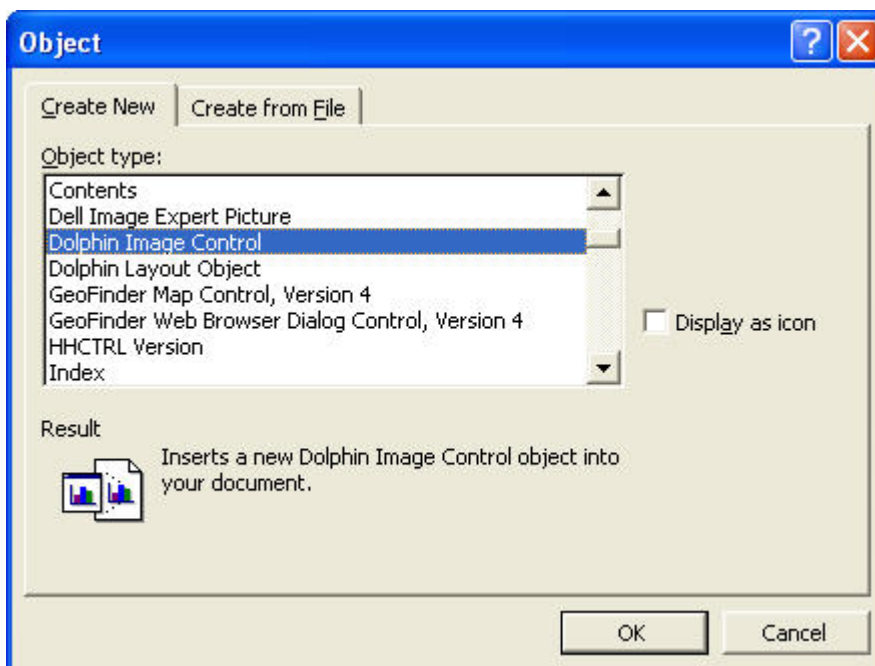 Object
Create New
Create from File
Object type:
Contents
Dell Image Expert Picture
Dolphin Image Control
Dolphin Layout Object
GeoFinder Map Control, Version 4
GeoFinder Web Browser Dialog Control, Version 4
HHCTRL Version
Index
Display as icon
Result
Inserts a new Dolphin Image Control object into
your document.
OK
Cancel